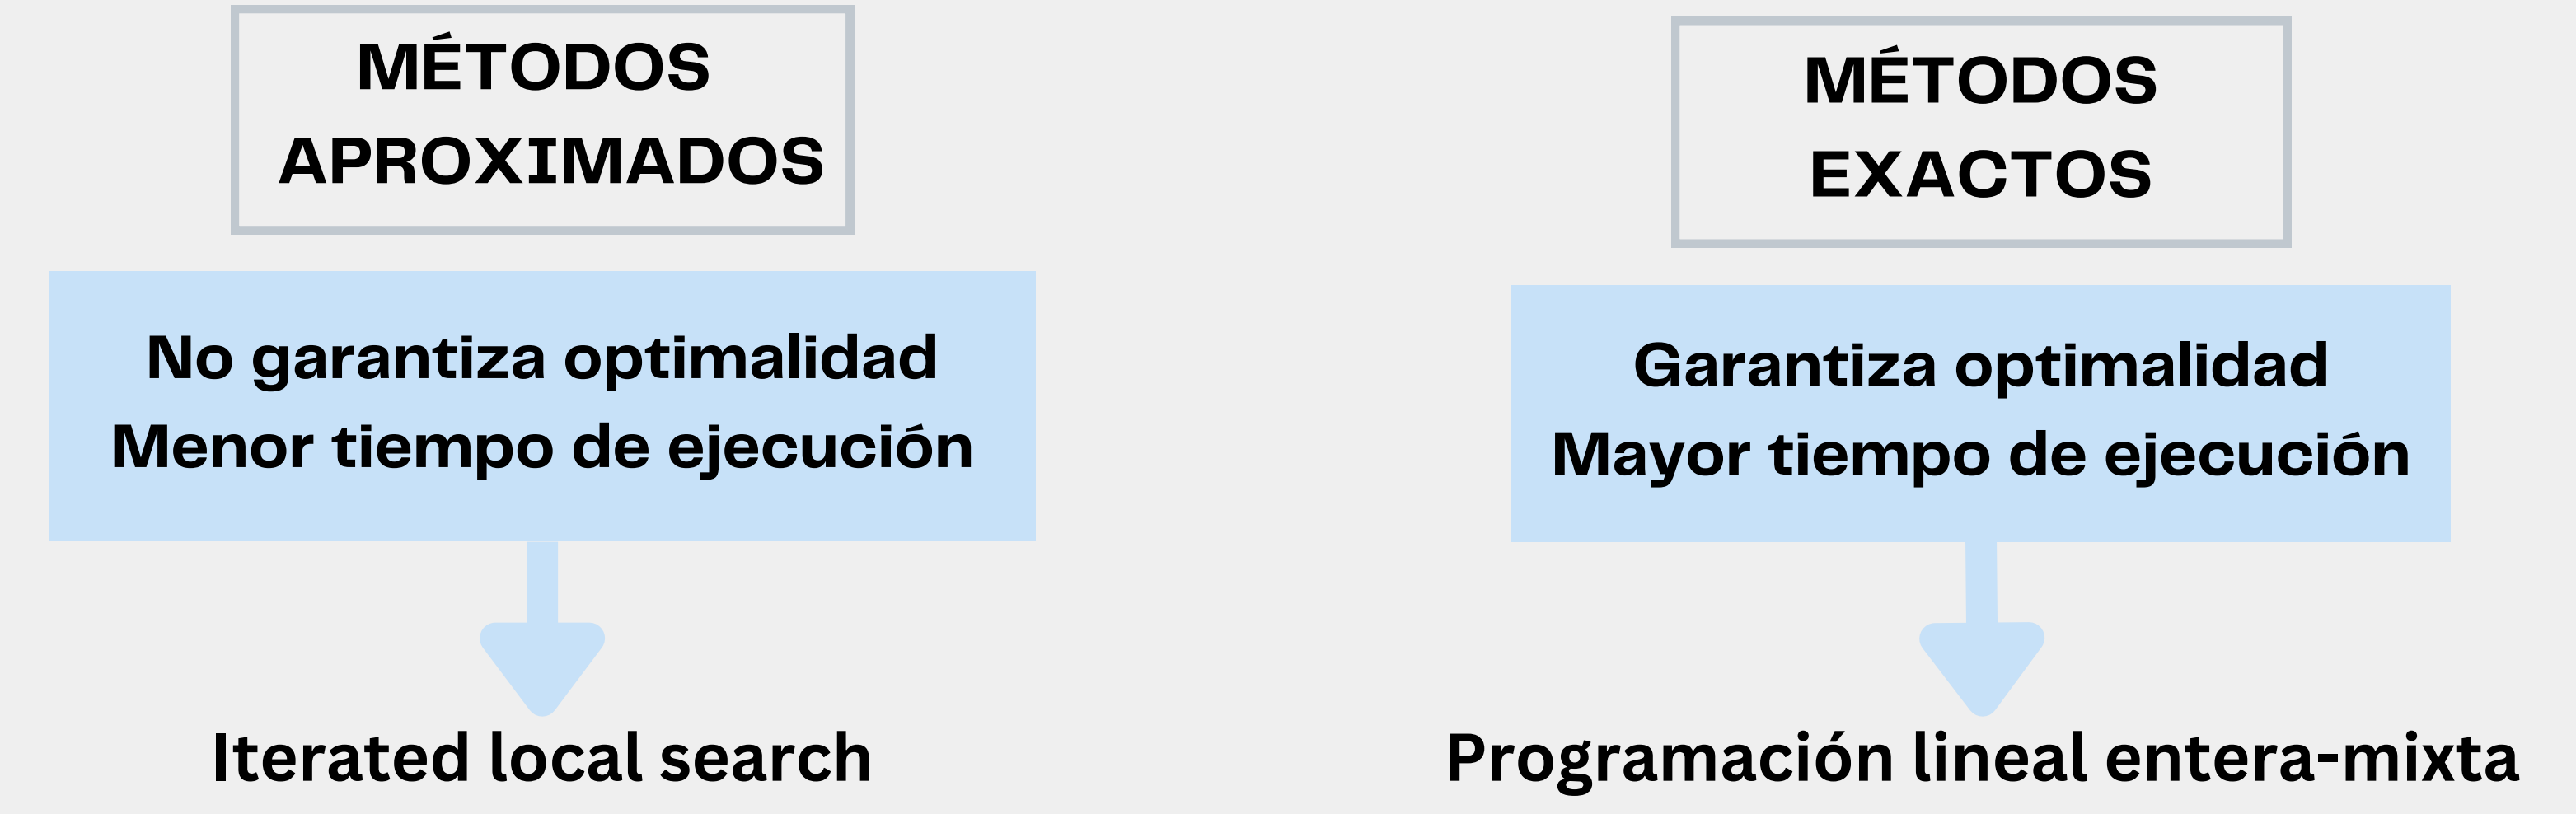 MÉTODOS
APROXIMADOS
No garantiza optimalidad
Menor tiempo de ejecución
Iterated local search
MÉTODOS
EXACTOS
Garantiza optimalidad
Mayor tiempo de ejecución
Programación lineal entera-mixta